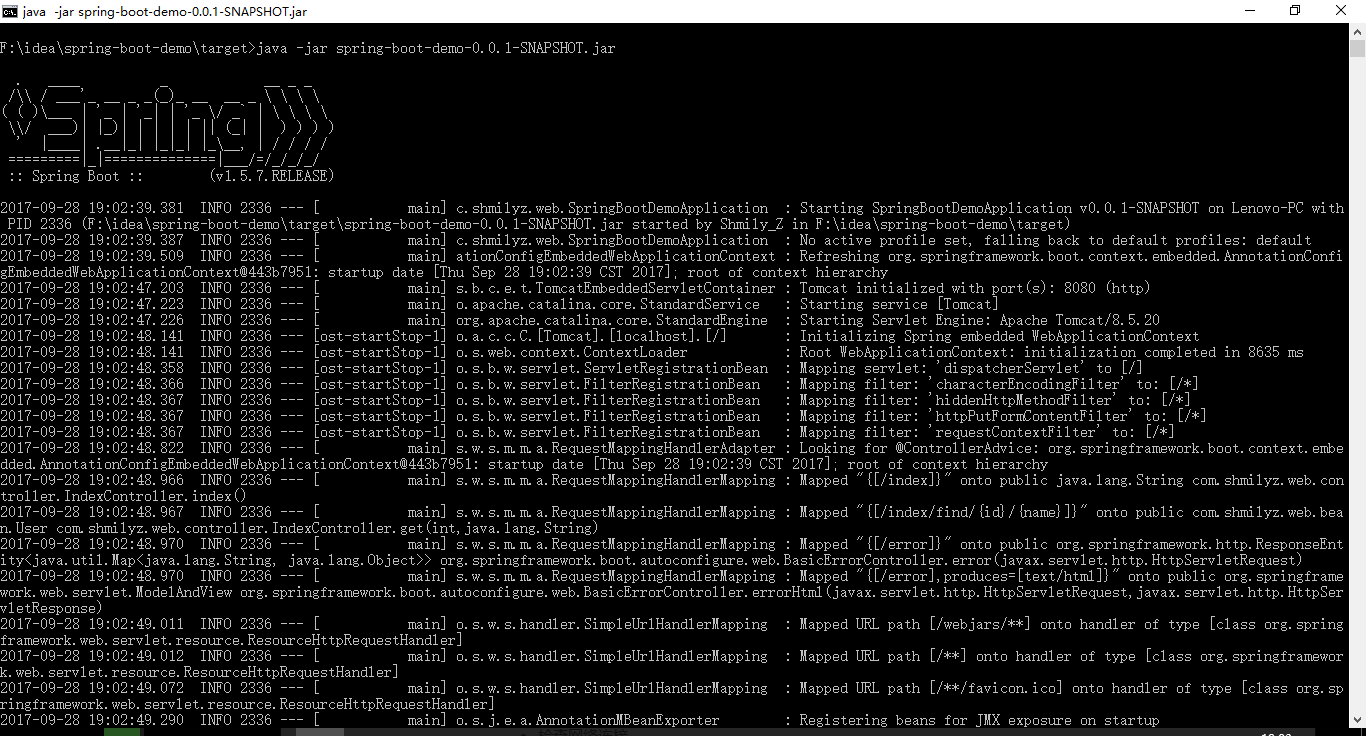 java -jar spring-boot-demo-0.0.1-SNAPSHOT.jar
F:\idea\spring-boot-demo\target>java -jar spring-boot-demo-0.0.1-SNAPSHOT.jar
Spring
:: Spring Boot ::        (v1.5.7.RELEASE)
2017-09-28 19:02:39.381  INFO 2336 --- [           main] c.shmilyz.web.SpringBootDemoApplication  : Starting SpringBootDemoApplication v0.0.1-SNAPSHOT on Lenovo-PC with
 PID 2336 (F:\idea\spring-boot-demo\target\spring-boot-demo-0.0.1-SNAPSHOT.jar started by Shmily_Z in F:\idea\spring-boot-demo\target)
2017-09-28 19:02:39.387  INFO 2336 --- [           main] c.shmilyz.web.SpringBootDemoApplication  : No active profile set, falling back to default profiles: default
2017-09-28 19:02:39.509  INFO 2336 --- [           main] ationConfigEmbeddedWebApplicationContext : Refreshing org.springframework.boot.context.embedded.AnnotationConfi
gEmbeddedWebApplicationContext@443b7951: startup date [Thu Sep 28 19:02:39 CST 2017]; root of context hierarchy
2017-09-28 19:02:47.203  INFO 2336 --- [           main] s.b.c.e.t.TomcatEmbeddedServletContainer : Tomcat initialized with port(s): 8080 (http)
2017-09-28 19:02:47.223  INFO 2336 --- [           main] o.apache.catalina.core.StandardService   : Starting service [Tomcat]
2017-09-28 19:02:47.226  INFO 2336 --- [           main] org.apache.catalina.core.StandardEngine  : Starting Servlet Engine: Apache Tomcat/8.5.20
2017-09-28 19:02:48.141  INFO 2336 --- [ost-startStop-1] o.a.c.c.C.[Tomcat].[localhost].[/]       : Initializing Spring embedded WebApplicationContext
2017-09-28 19:02:48.141  INFO 2336 --- [ost-startStop-1] o.s.web.context.ContextLoader            : Root WebApplicationContext: initialization completed in 8635 ms
2017-09-28 19:02:48.358  INFO 2336 --- [ost-startStop-1] o.s.b.w.servlet.ServletRegistrationBean  : Mapping servlet: 'dispatcherServlet' to [/]
2017-09-28 19:02:48.366  INFO 2336 --- [ost-startStop-1] o.s.b.w.servlet.FilterRegistrationBean   : Mapping filter: 'characterEncodingFilter' to: [/*]
2017-09-28 19:02:48.367  INFO 2336 --- [ost-startStop-1] o.s.b.w.servlet.FilterRegistrationBean   : Mapping filter: 'hiddenHttpMethodFilter' to: [/*]
2017-09-28 19:02:48.367  INFO 2336 --- [ost-startStop-1] o.s.b.w.servlet.FilterRegistrationBean   : Mapping filter: 'httpPutFormContentFilter' to: [/*]
2017-09-28 19:02:48.367  INFO 2336 --- [ost-startStop-1] o.s.b.w.servlet.FilterRegistrationBean   : Mapping filter: 'requestContextFilter' to: [/*]
2017-09-28 19:02:48.822  INFO 2336 --- [           main] s.w.s.m.m.a.RequestMappingHandlerAdapter : Looking for @ControllerAdvice: org.springframework.boot.context.embe
dded.AnnotationConfigEmbeddedWebApplicationContext@443b7951: startup date [Thu Sep 28 19:02:39 CST 2017]; root of context hierarchy
2017-09-28 19:02:48.966  INFO 2336 --- [           main] s.w.s.m.m.a.RequestMappingHandlerMapping : Mapped "{[/index]}" onto public java.lang.String com.shmilyz.web.con
troller.IndexController.index()
2017-09-28 19:02:48.967  INFO 2336 --- [           main] s.w.s.m.m.a.RequestMappingHandlerMapping : Mapped "{[/index/find/{id}/{name}]}" onto public com.shmilyz.web.bea
n.User com.shmilyz.web.controller.IndexController.get(int,java.lang.String)
2017-09-28 19:02:48.970  INFO 2336 --- [           main] s.w.s.m.m.a.RequestMappingHandlerMapping : Mapped "{[/error]}" onto public org.springframework.http.ResponseEnt
ity<java.util.Map<java.lang.String, java.lang.Object>> org.springframework.boot.autoconfigure.web.BasicErrorController.error(javax.servlet.http.HttpServletRequest)
2017-09-28 19:02:48.970  INFO 2336 --- [           main] s.w.s.m.m.a.RequestMappingHandlerMapping : Mapped "{[/error],produces=[text/html]}" onto public org.springframe
work.web.servlet.ModelAndView org.springframework.boot.autoconfigure.web.BasicErrorController.errorHtml(javax.servlet.http.HttpServletRequest,javax.servlet.http.HttpSer
vletResponse)
2017-09-28 19:02:49.011  INFO 2336 --- [           main] o.s.w.s.handler.SimpleUrlHandlerMapping  : Mapped URL path [/webjars/**] onto handler of type [class org.spring
framework.web.servlet.resource.ResourceHttpRequestHandler]
2017-09-28 19:02:49.012  INFO 2336 --- [           main] o.s.w.s.handler.SimpleUrlHandlerMapping  : Mapped URL path [/**] onto handler of type [class org.springframewor
k.web.servlet.resource.ResourceHttpRequestHandler]
2017-09-28 19:02:49.072  INFO 2336 --- [           main] o.s.w.s.handler.SimpleUrlHandlerMapping  : Mapped URL path [/**/favicon.ico] onto handler of type [class org.sp
ringframework.web.servlet.resource.ResourceHttpRequestHandler]
2017-09-28 19:02:49.290  INFO 2336 --- [           main] o.s.j.e.a.AnnotationMBeanExporter        : Registering beans for JMX exposure on startup